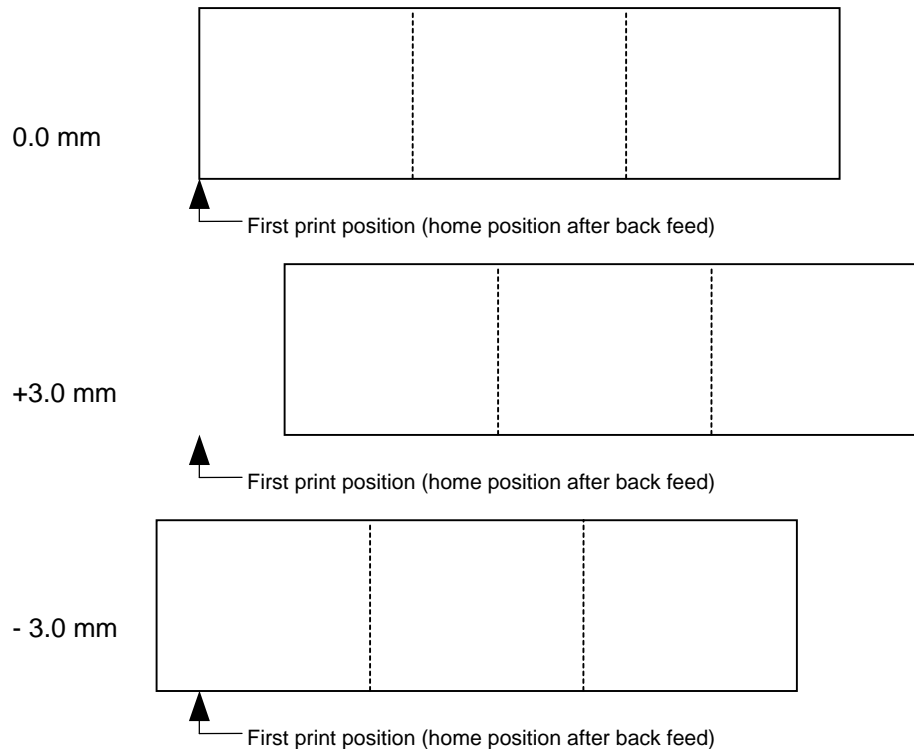 0.0 mm
First print position (home position after back feed)
+3.0 mm
First print position (home position after back feed)
- 3.0 mm
First print position (home position after back feed)